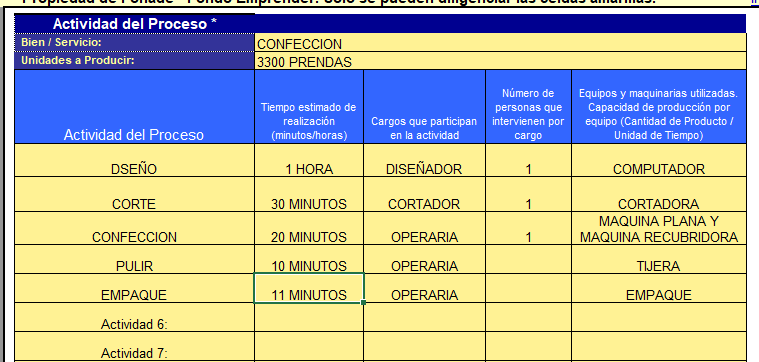 Propiedad de Fonade - Fondo Emprender. Solo se pueden diligenciar las celdas amarillas.
Actividad del Proceso *
Bien / Servicio: CONFECCION
Unidades a Producir: 3300 PRENDAS
Actividad del Proceso
Tiempo estimado de
realización
(minutos/horas)
Cargos que participan
en la actividad
Número de
personas que
intervienen por
cargo
Equipos y maquinarias utilizadas.
Capacidad de producción por
equipo (Cantidad de Producto /
Unidad de Tiempo)
DSEÑO 1 HORA DISEÑADOR 1 COMPUTADOR
CORTE 30 MINUTOS CORTADOR 1 CORTADORA
CONFECCION 20 MINUTOS OPERARIA 1 MAQUINA PLANA Y
MAQUINA RECUBRIDORA
PULIR 10 MINUTOS OPERARIA TIJERA
EMPAQUE 11 MINUTOS OPERARIA EMPAQUE
Actividad 6:
Actividad 7: